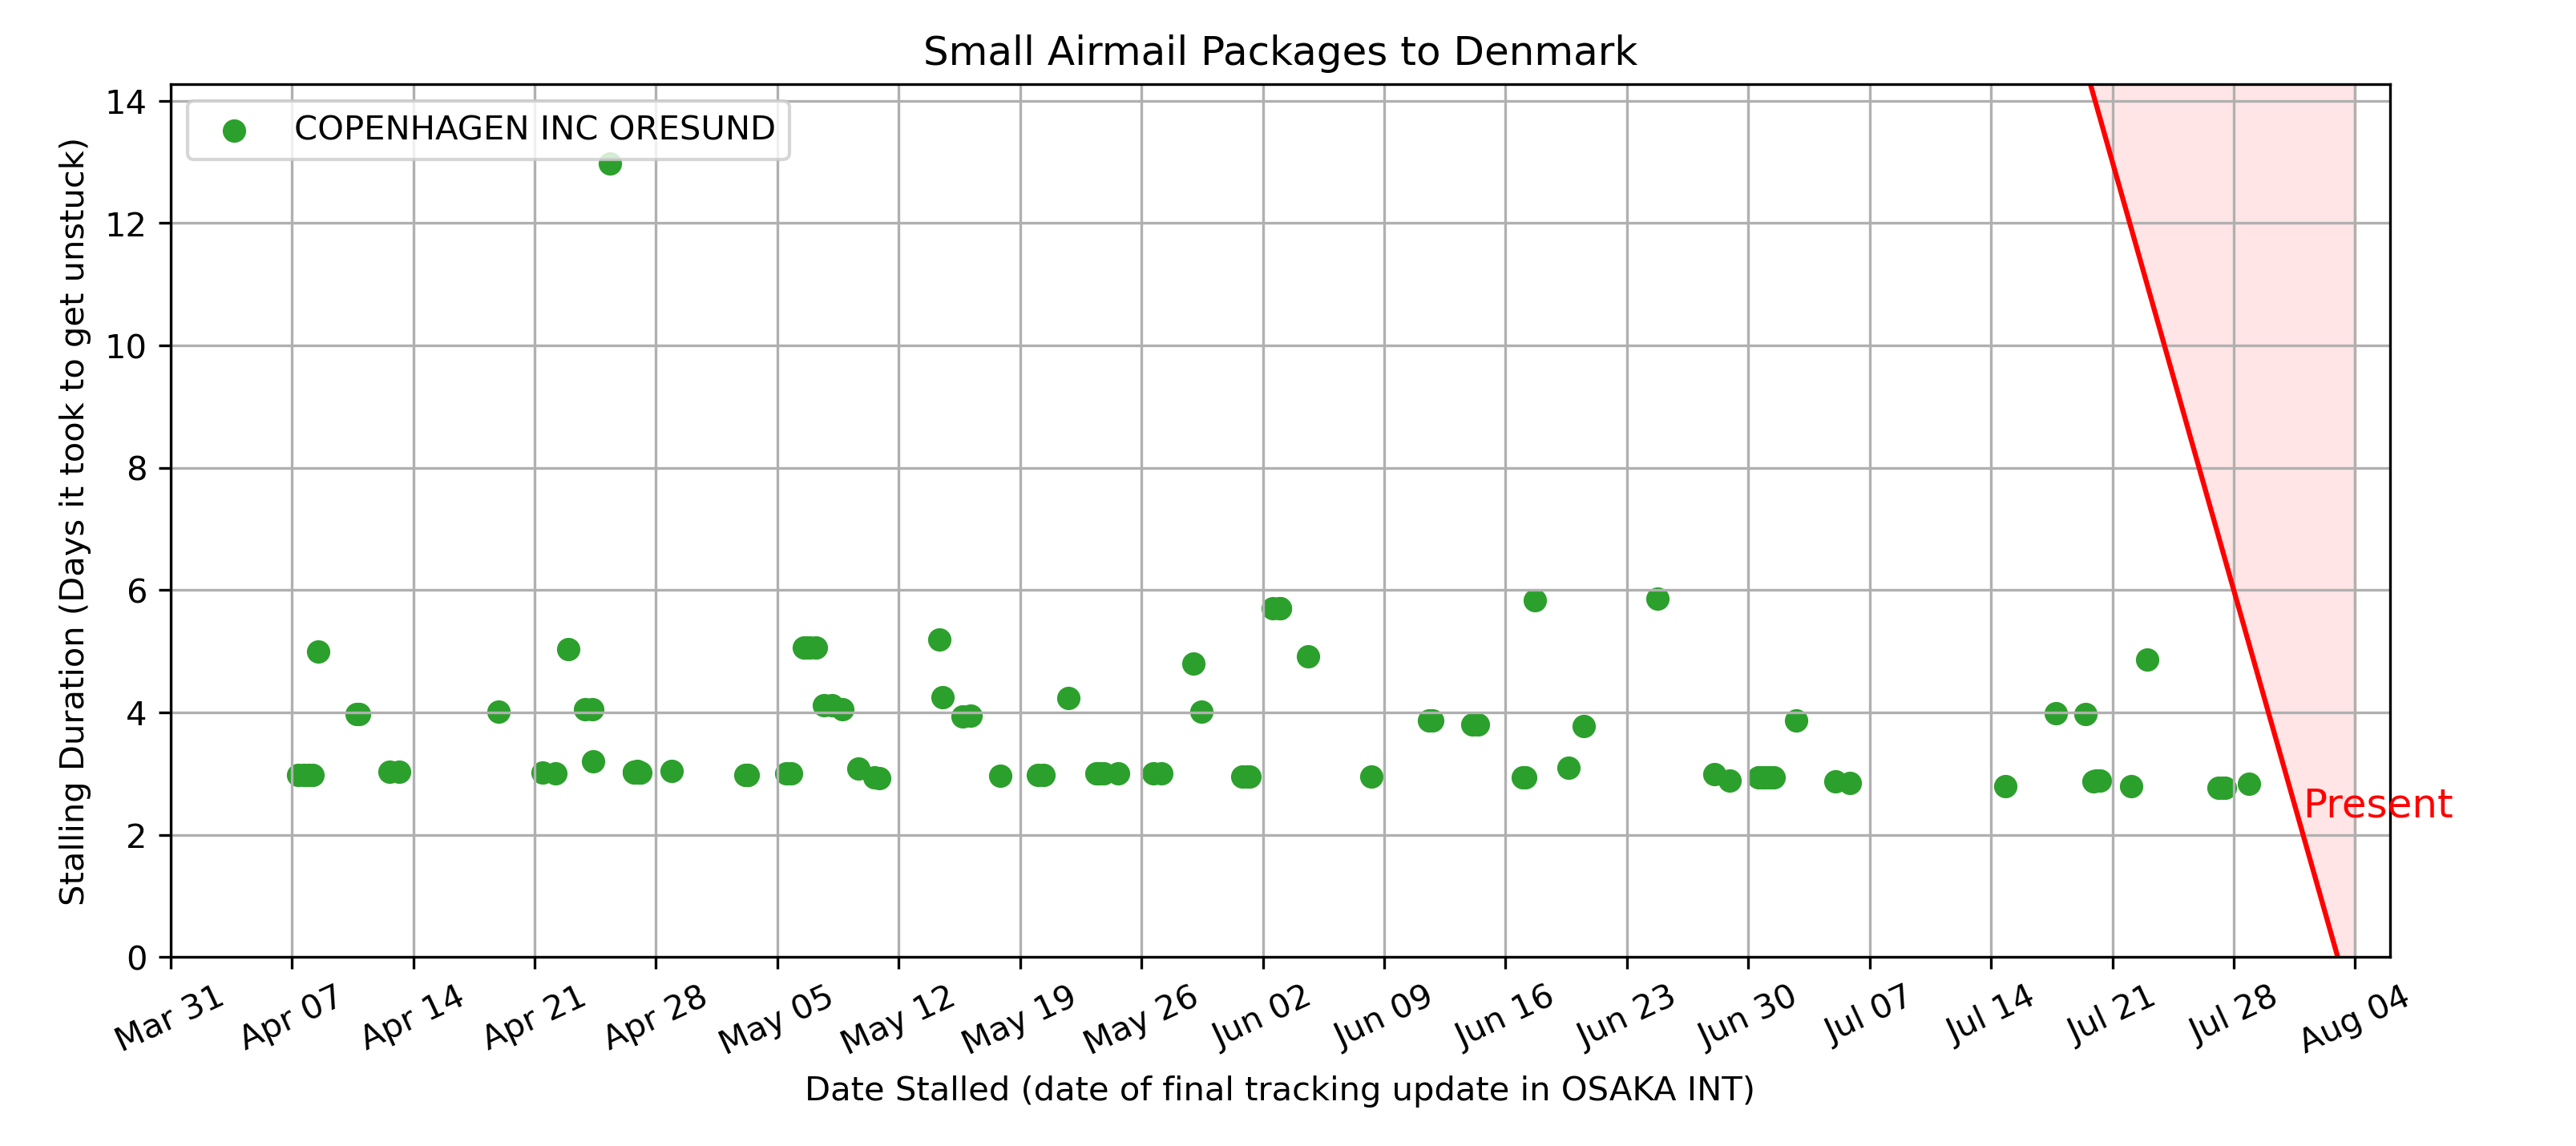 Small Airmail Packages to Denmark
COPENHAGEN INC ORESUND
Stalling Duration (Days it took to get unstuck)
14
12
10
8
6
4
2
0
Present
Mar 31
Apr 07
Apr 14
Apr 21
Apr 28
May 05
May 12
May 19
May 26
Jun 02
Jun 09
Jun 16
Jun 23
Jun 30
Jul 07
Jul 14
Jul 21
Jul 28
Aug 04
Date Stalled (date of final tracking update in OSAKA INT)